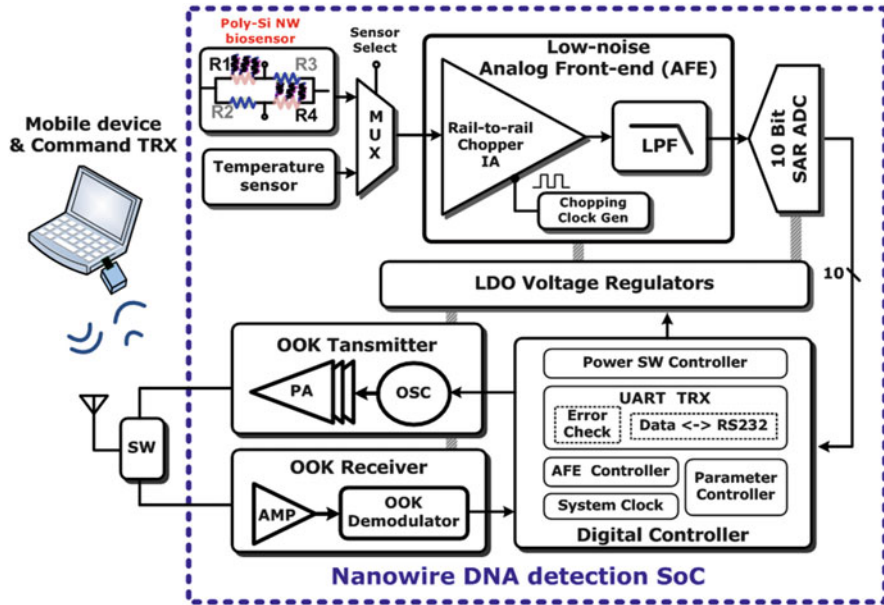 Poly-Si NW
biosensor
R1
R3
R2
R4
Sensor
Select
MUX
Temperature
sensor
Low-noise
Analog Front-end (AFE)
Rail-to-rail
Chopper
IA
LPF
Chopping
Clock Gen
10 Bit
SAR ADC
Mobile device
& Command TRX
LDO Voltage Regulators
10
OOK Transmitter
PA
OSC
SW
OOK Receiver
AMP
OOK
Demodulator
Power SW Controller
UART TRX
Error
Check
Data <-> RS232
AFE Controller
System Clock
Parameter
Controller
Digital Controller
Nanowire DNA detection SoC